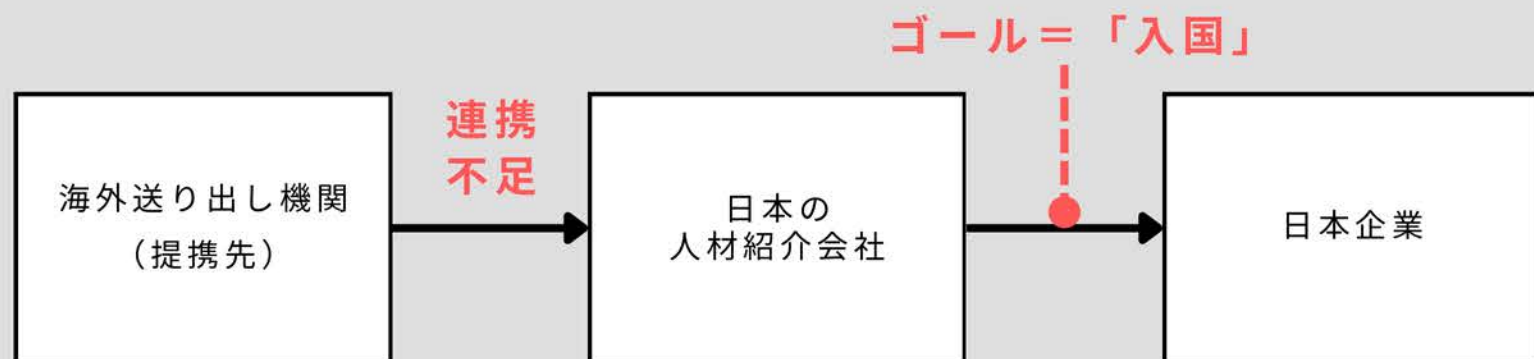 ゴール＝「入国」
連携
不足
海外送り出し機関
（提携先）
日本の
人材紹介会社
日本企業